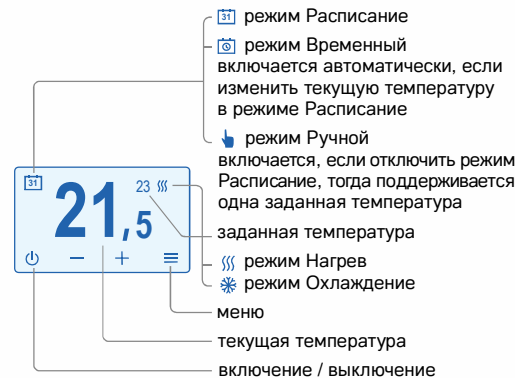 31 режим Расписание
режим Временный
включается автоматически, если
изменить текущую температуру
в режиме Расписание
режим Ручной
включается, если отключить режим
Расписание, тогда поддерживается
одна заданная температура
31
23
21,5
заданная температура
режим Нагрев
режим Охлаждение
меню
текущая температура
включение / выключение